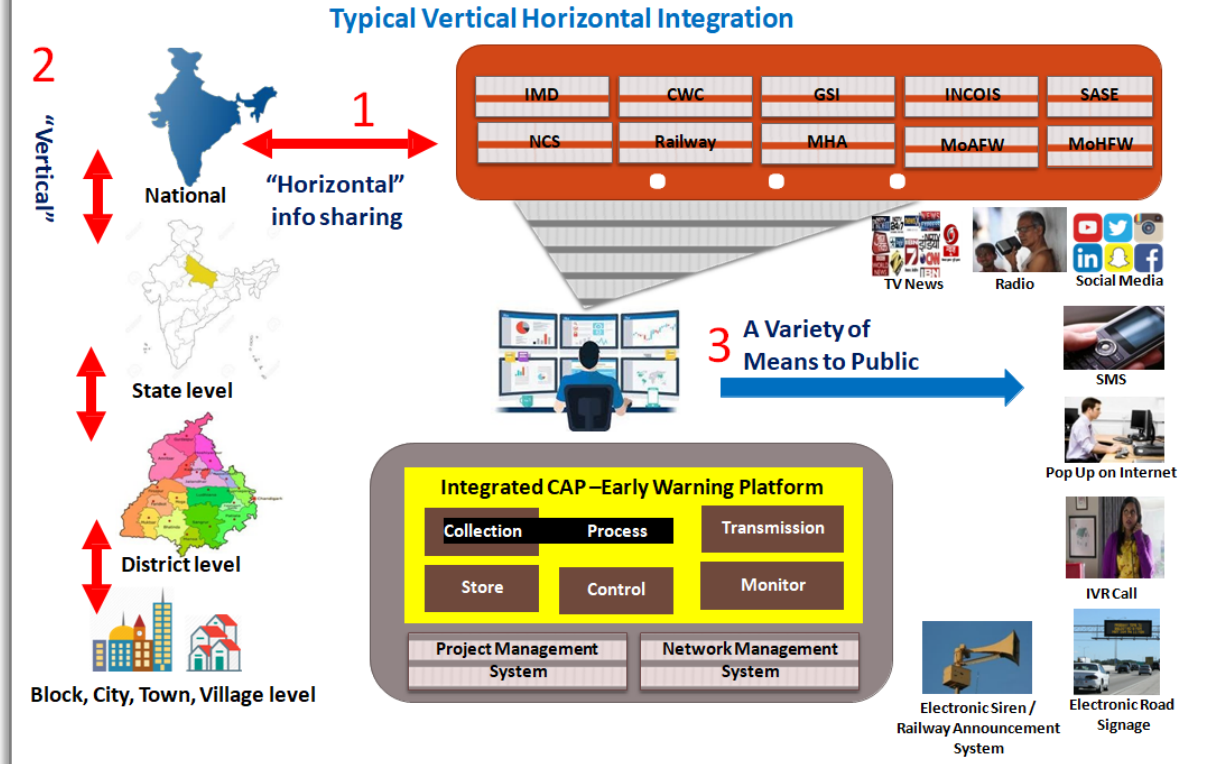 Typical Vertical Horizontal Integration
2
"Vertical"
National
1
"Horizontal"
info sharing
IMD
CWC
GSI
INCOIS
SASE
NCS
Railway
MHA
MoAFW
MoHFW
TV News
Radio
Social Media
State level
3
A Variety of
Means to Public
SMS
Pop Up on Internet
District level
Integrated CAP –Early Warning Platform
Collection
Process
Transmission
Store
Control
Monitor
Project Management
System
Network Management
System
IVR Call
Block, City, Town, Village level
Electronic Siren /
Railway Announcement
System
Electronic Road
Signage